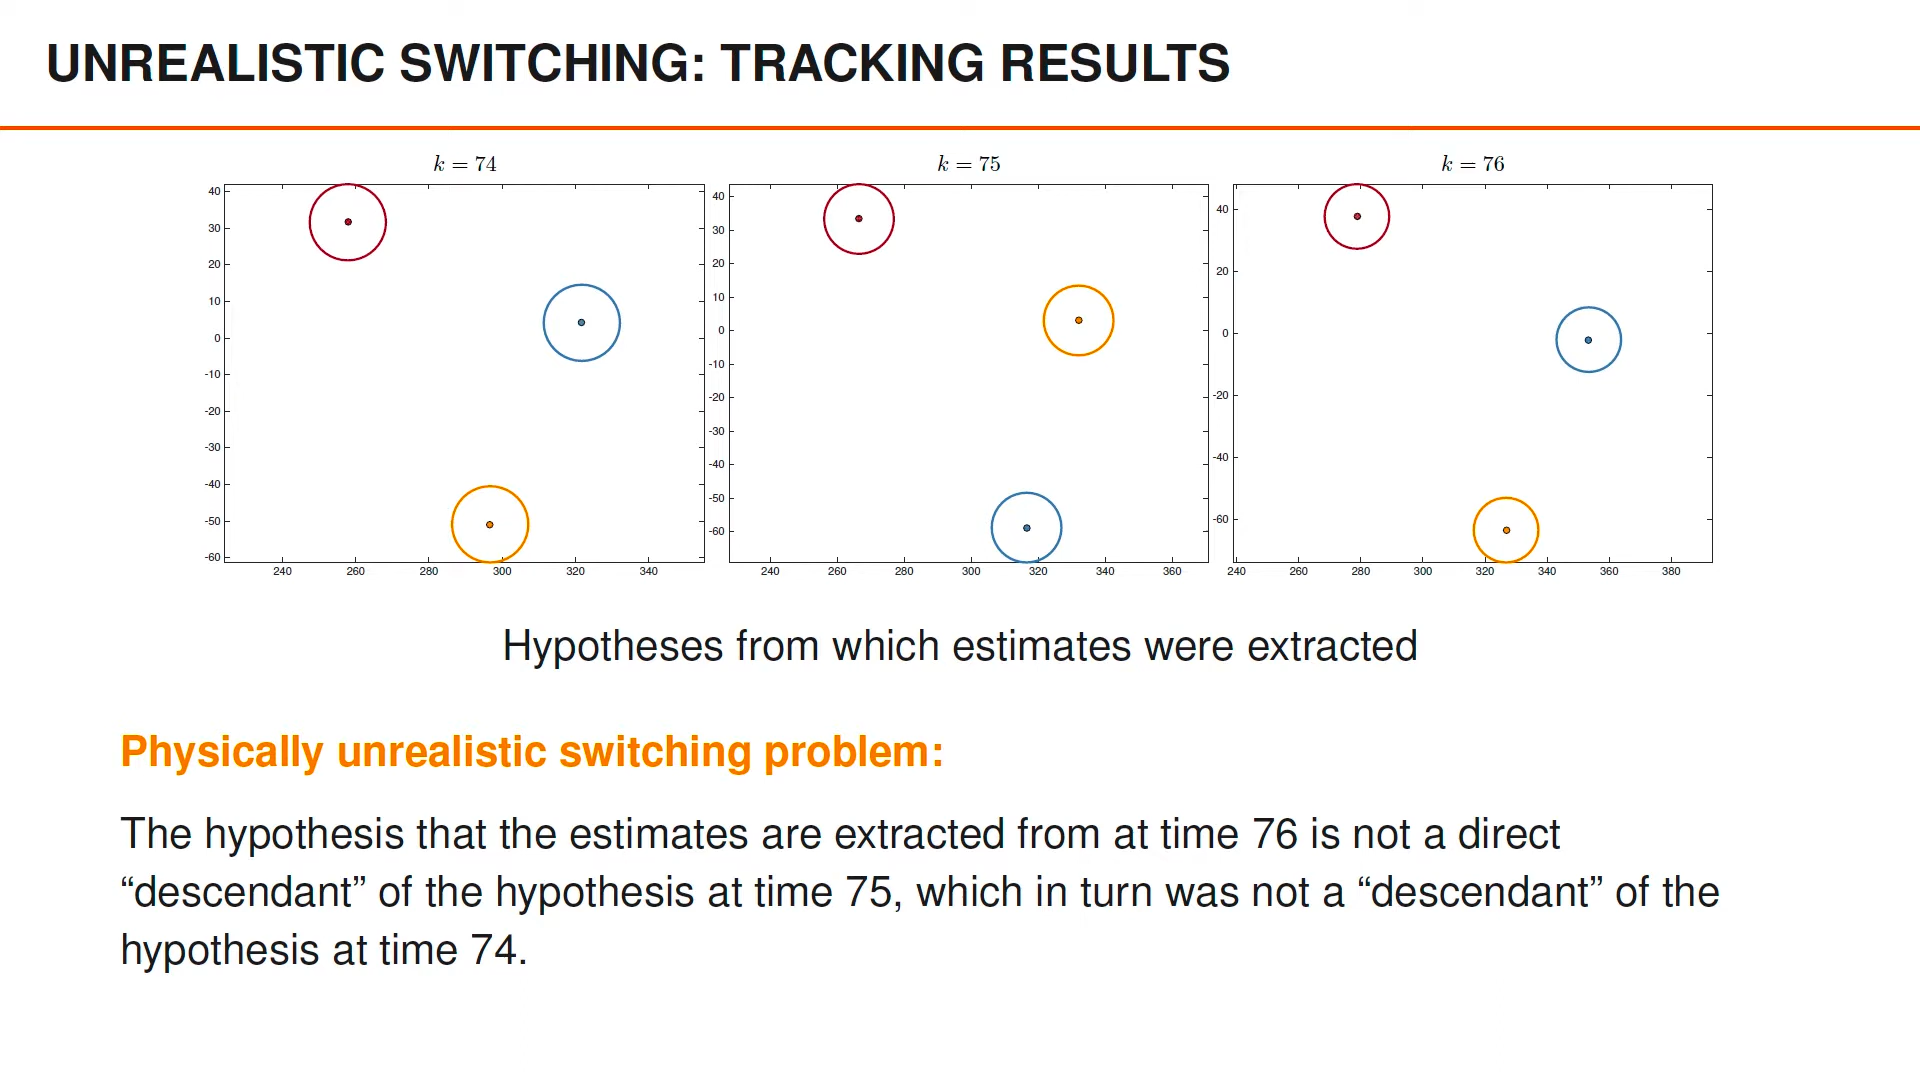 UNREALISTIC SWITCHING: TRACKING RESULTS
k = 74
40
30
20
10
0
-10
-20
-30
-40
-50
-60
240 260 280 300 320 340
k = 75
40
30
20
10
0
-10
-20
-30
-40
-50
-60
240 260 280 300 320 340 360
k = 76
40
20
0
-20
-40
-60
240 260 280 300 320 340 360 380
Hypotheses from which estimates were extracted
Physically unrealistic switching problem:
The hypothesis that the estimates are extracted from at time 76 is not a direct
“descendant” of the hypothesis at time 75, which in turn was not a “descendant” of the
hypothesis at time 74.